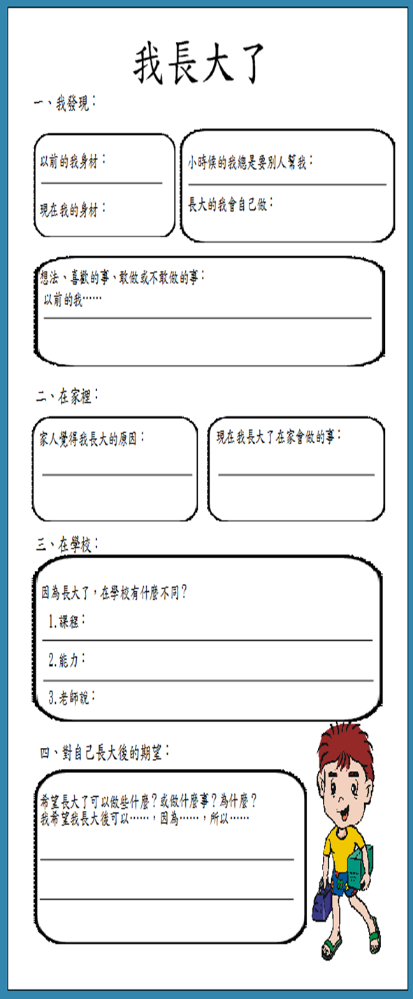 我長大了
一、我發現：
以前的我身材：
現在我的身材：
小時候的我總是要別人幫我：
長大的我會自己做：
想法、喜歡的事、敢做或不敢做的事：
以前的我……
二、在家裡：
家人覺得我長大的原因：
現在我長大了在家會做的事：
三、在學校：
因為長大了，在學校有什麼不同？
1.課程：
2.能力：
3.老師說：
四、對自己長大後的期望：
希望長大了可以做些什麼？或做什麼事？為什麼？
我希望我長大後可以……，因為……，所以……